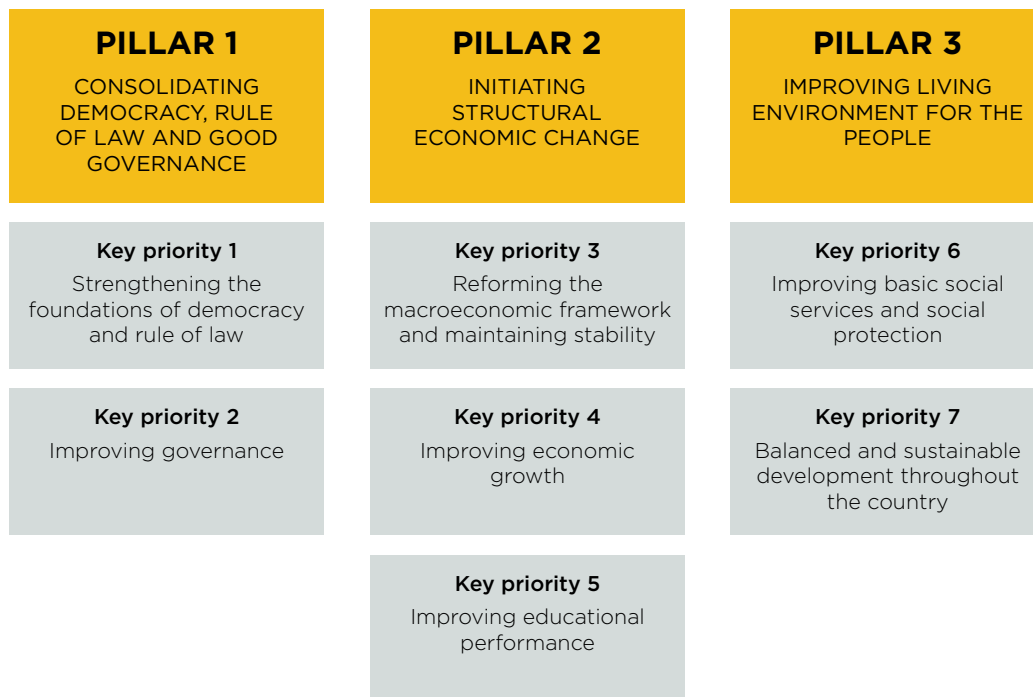 PILLAR 1
CONSOLIDATING
DEMOCRACY, RULE
OF LAW AND GOOD
GOVERNANCE
Key priority 1
Strengthening the
foundations of democracy
and rule of law
Key priority 2
Improving governance
PILLAR 2
INITIATING
STRUCTURAL
ECONOMIC CHANGE
Key priority 3
Reforming the
macroeconomic framework
and maintaining stability
Key priority 4
Improving economic
growth
Key priority 5
Improving educational
performance
PILLAR 3
IMPROVING LIVING
ENVIRONMENT FOR THE
PEOPLE
Key priority 6
Improving basic social
services and social
protection
Key priority 7
Balanced and sustainable
development throughout
the country